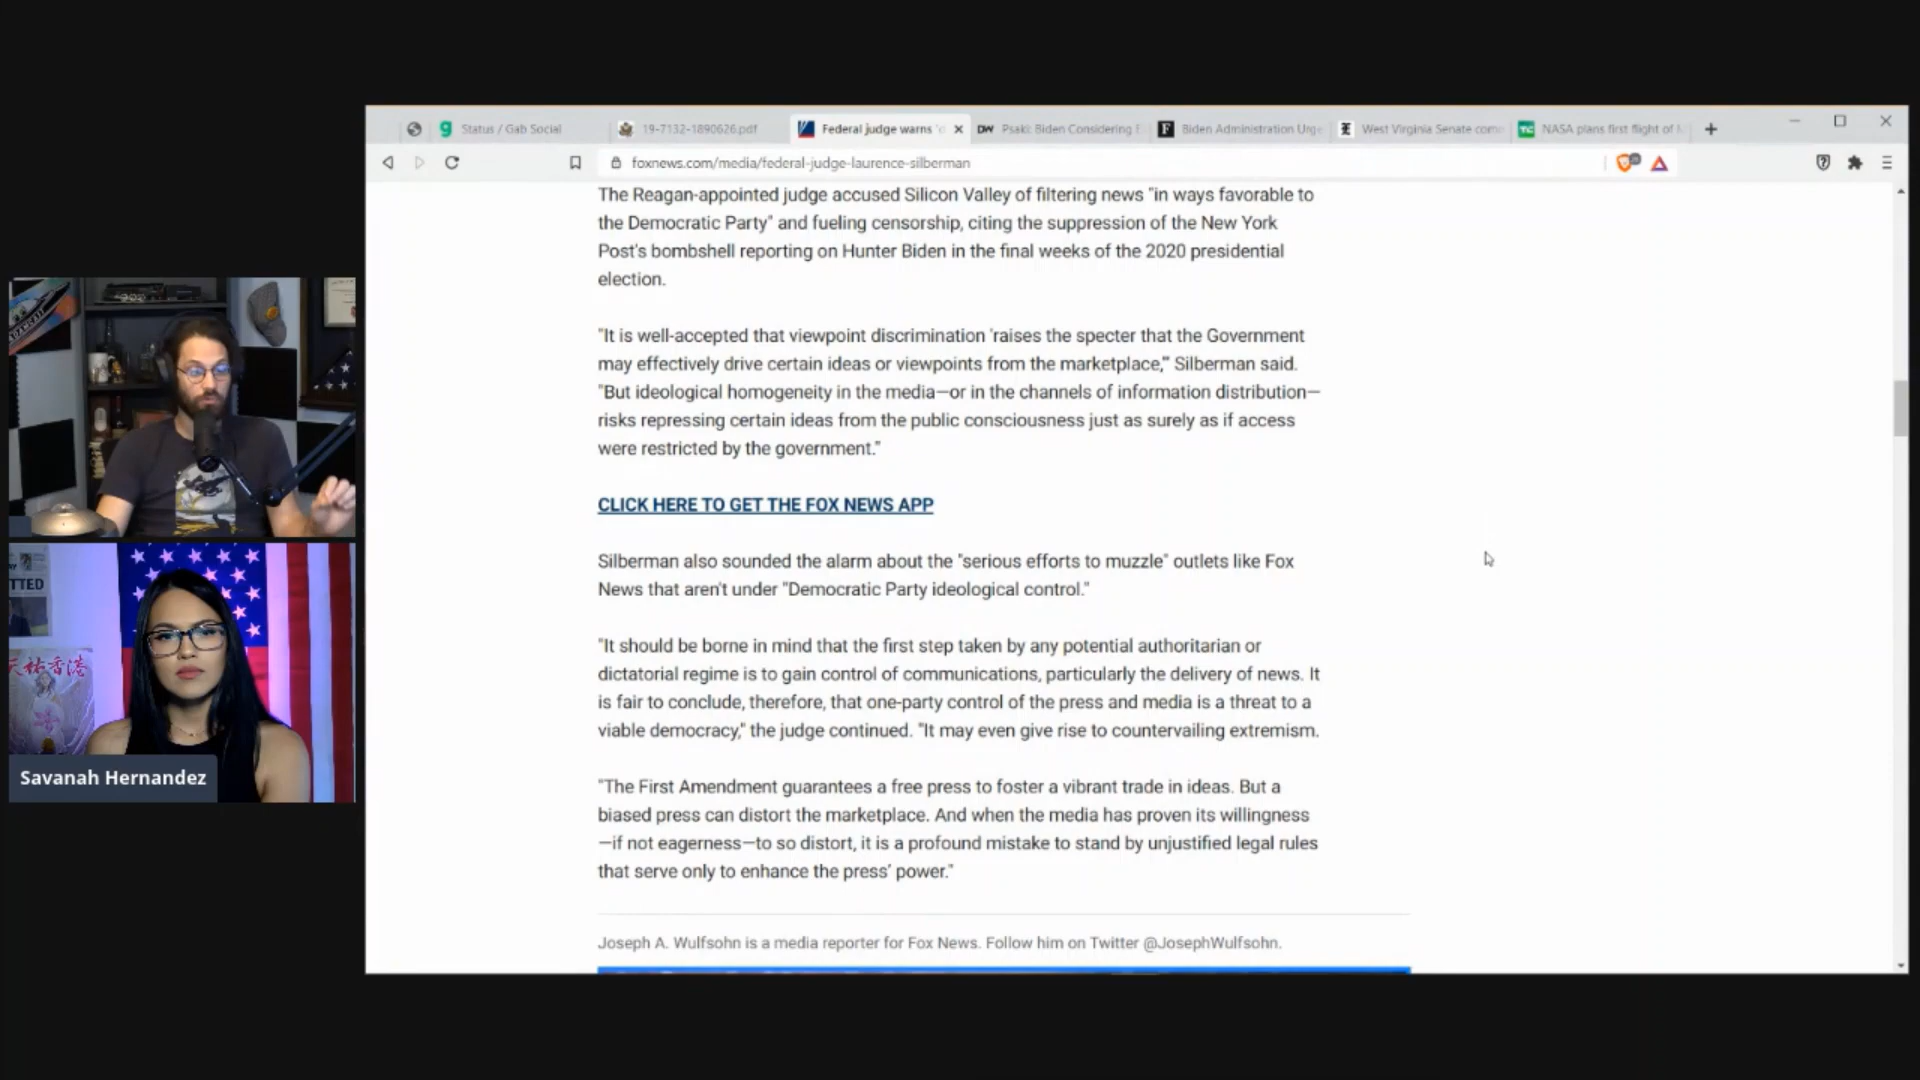 Status / Gab Social
19-7132-1890626.pdf
Federal judge warns 'd
DW Psaki: Biden Considering E
Biden Administration Urge
West Virginia Senate com
TC NASA plans first flight of
foxnews.com/media/federal-judge-laurence-silberman
The Reagan-appointed judge accused Silicon Valley of filtering news "in ways favorable to
the Democratic Party" and fueling censorship, citing the suppression of the New York
Post's bombshell reporting on Hunter Biden in the final weeks of the 2020 presidential
election.
"It is well-accepted that viewpoint discrimination 'raises the specter that the Government
may effectively drive certain ideas or viewpoints from the marketplace,'" Silberman said.
"But ideological homogeneity in the media—or in the channels of information distribution—
risks repressing certain ideas from the public consciousness just as surely as if access
were restricted by the government."
CLICK HERE TO GET THE FOX NEWS APP
Silberman also sounded the alarm about the "serious efforts to muzzle" outlets like Fox
News that aren't under "Democratic Party ideological control."
"It should be borne in mind that the first step taken by any potential authoritarian or
dictatorial regime is to gain control of communications, particularly the delivery of news. It
is fair to conclude, therefore, that one-party control of the press and media is a threat to a
viable democracy," the judge continued. "It may even give rise to countervailing extremism.
"The First Amendment guarantees a free press to foster a vibrant trade in ideas. But a
biased press can distort the marketplace. And when the media has proven its willingness
—if not eagerness—to so distort, it is a profound mistake to stand by unjustified legal rules
that serve only to enhance the press' power."
Joseph A. Wulfsohn is a media reporter for Fox News. Follow him on Twitter @JosephWulfsohn.
TTED
天祐香港
Savanah Hernandez